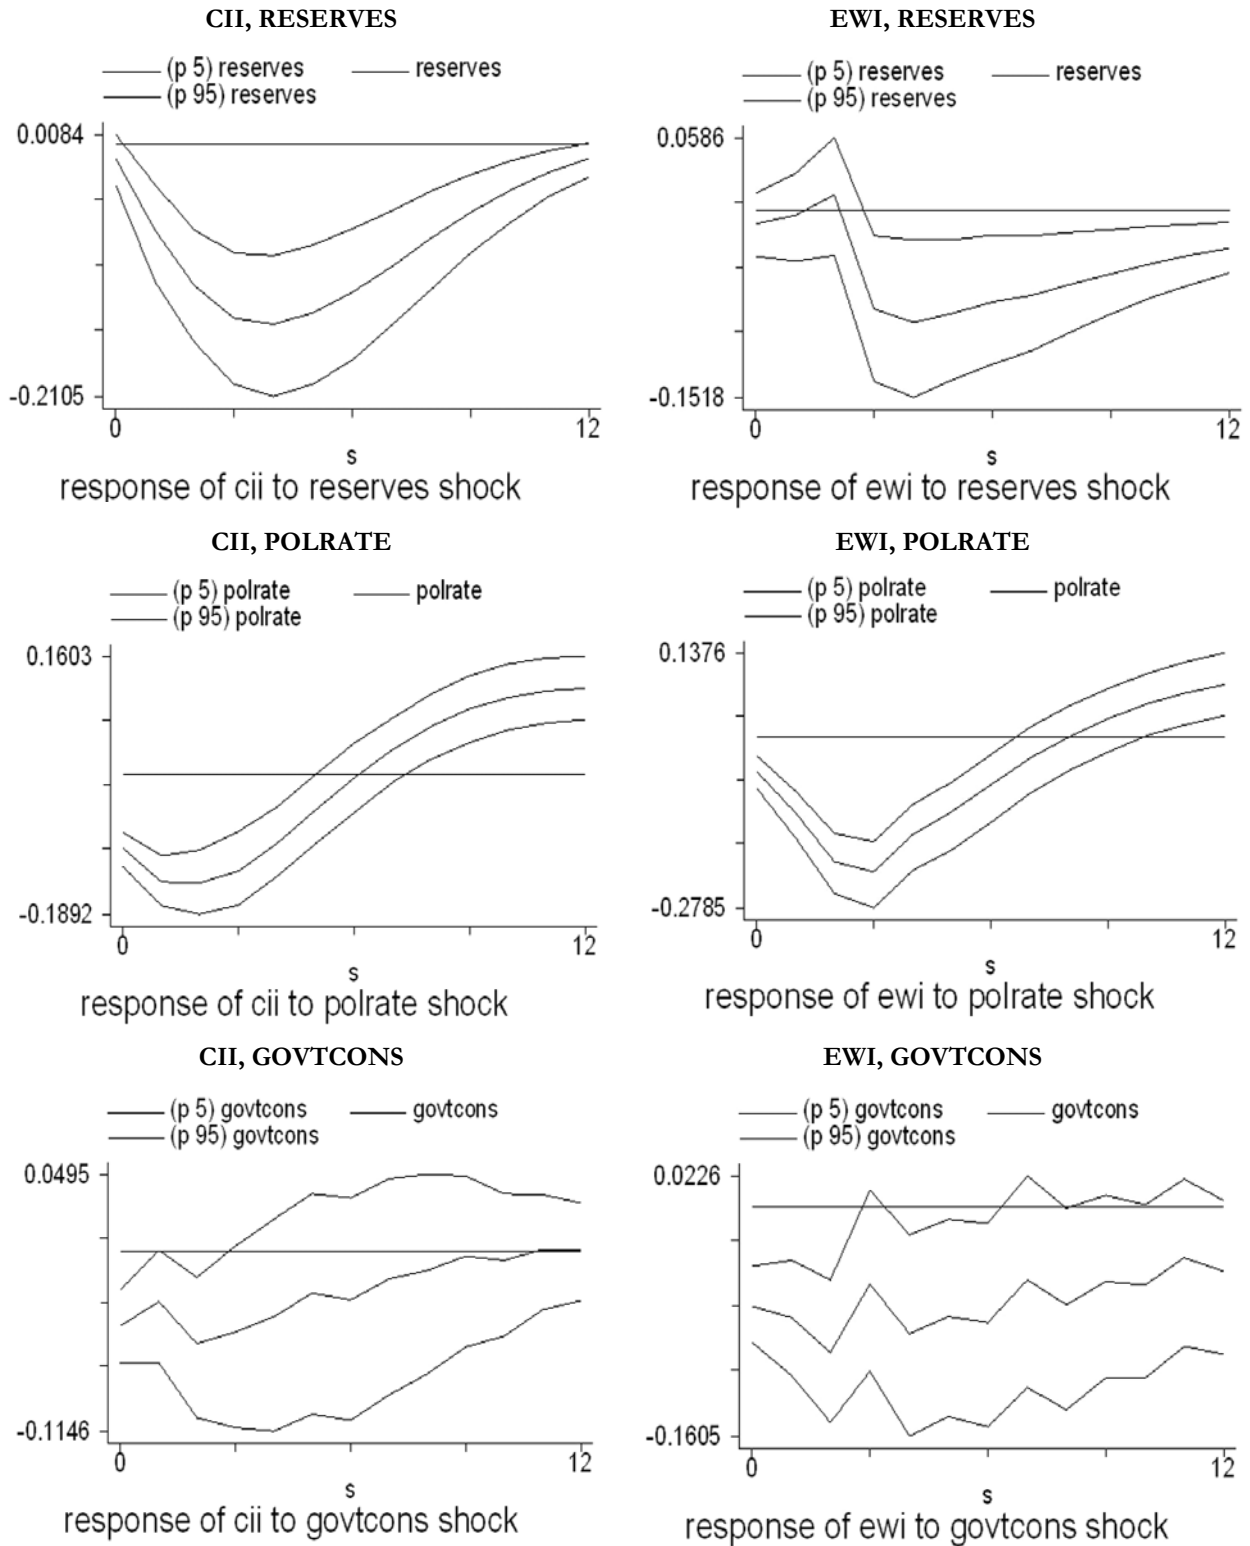 CII, RESERVES
(p 5) reserves reserves
(p 95) reserves
0.0084
-0.2105
0 12
s
response of cii to reserves shock
EWI, RESERVES
(p 5) reserves reserves
(p 95) reserves
0.0586
-0.1518
0 12
s
response of ewi to reserves shock
CII, POLRATE
(p 5) polrate polrate
(p 95) polrate
0.1603
-0.1892
0 12
s
response of cii to polrate shock
EWI, POLRATE
(p 5) polrate polrate
(p 95) polrate
0.1376
-0.2785
0 12
s
response of ewi to polrate shock
CII, GOVTCONS
(p 5) govtcons govtcons
(p 95) govtcons
0.0495
-0.1146
0 12
s
response of cii to govtcons shock
EWI, GOVTCONS
(p 5) govtcons govtcons
(p 95) govtcons
0.0226
-0.1605
0 12
s
response of ewi to govtcons shock